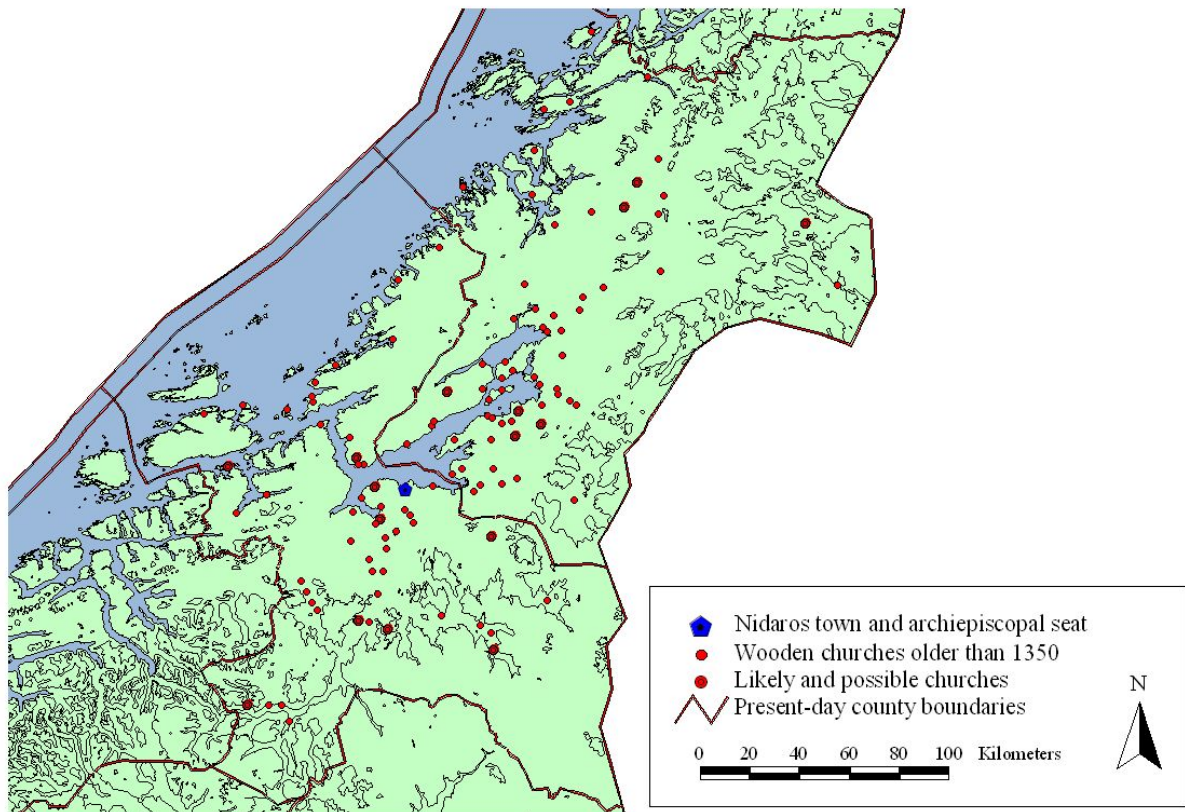 Nidaros town and archiepiscopal seat
Wooden churches older than 1350
Likely and possible churches
Present-day county boundaries
N
0 20 40 60 80 100 Kilometers